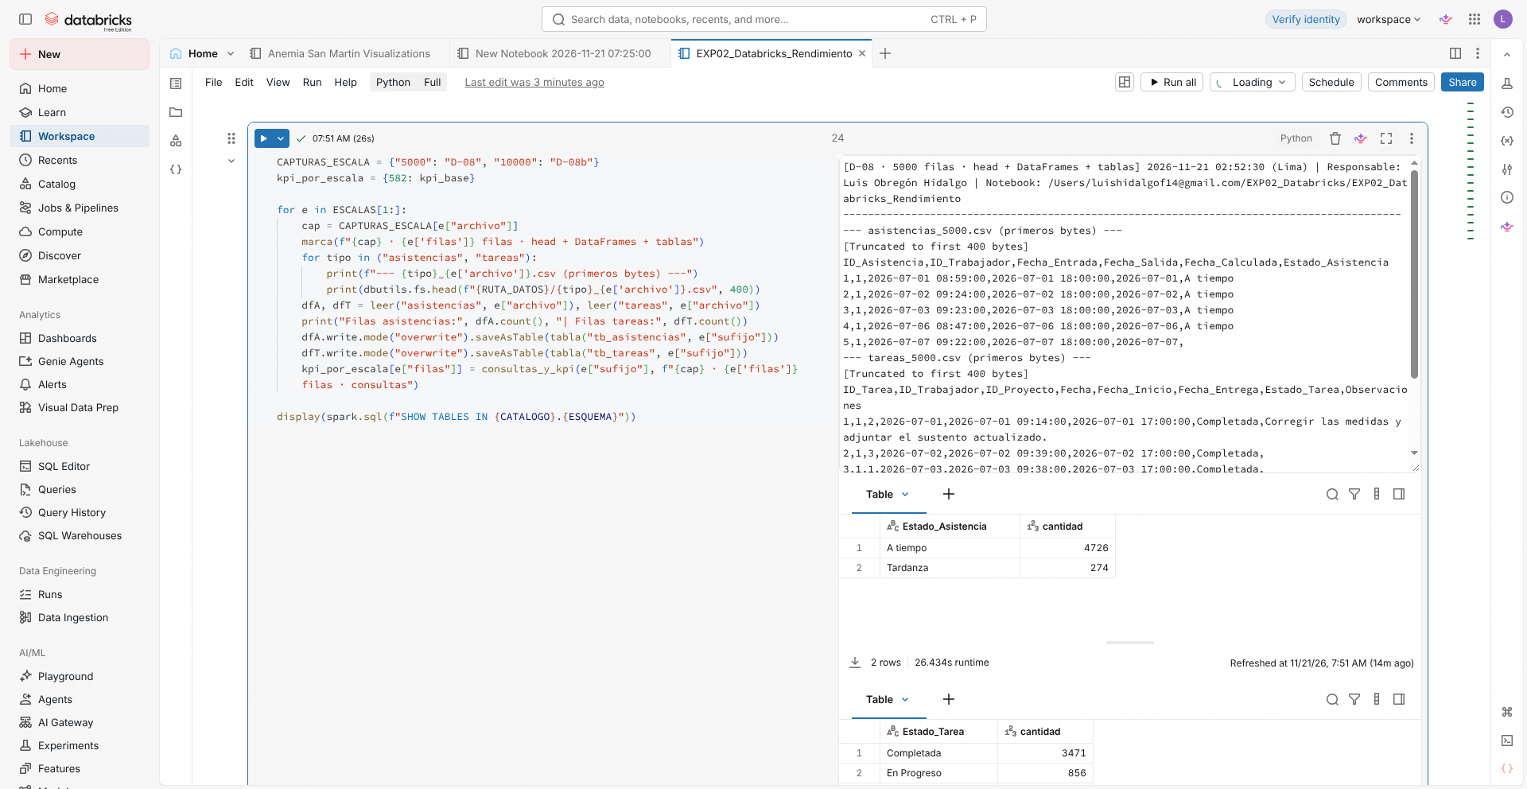 databricks
Free Edition
Search data, notebooks, recents, and more...
CTRL + P
Verify identity
workspace
L
New
Home
Learn
Workspace
Recents
Catalog
Jobs & Pipelines
Compute
Discover
Marketplace
Analytics
Dashboards
Genie Agents
Alerts
Visual Data Prep
Lakehouse
SQL Editor
Queries
Query History
SQL Warehouses
Data Engineering
Runs
Data Ingestion
AI/ML
Playground
Agents
AI Gateway
Experiments
Features
Home
Anemia San Martin Visualizations
New Notebook 2026-11-21 07:25:00
EXP02_Databricks_Rendimiento
File Edit View Run Help Python Full Last edit was 3 minutes ago
Run all
Loading
Schedule
Comments
Share
07:51 AM (26s)
24
Python
CAPTURAS_ESCALA = {"5000": "D-08", "10000": "D-08b"}
kpi_por_escala = {582: kpi_base}
for e in ESCALAS[1:]:
cap = CAPTURAS_ESCALA[e["archivo"]]
marca(f"{cap} · {e['filas']} filas · head + DataFrames + tablas")
for tipo in ("asistencias", "tareas"):
print(f"--- {tipo}_{e['archivo']}.csv (primeros bytes) ---")
print(dbutils.fs.head(f"{RUTA_DATOS}/{tipo}_{e['archivo']}.csv", 400))
dfA, dfT = leer("asistencias", e["archivo"]), leer("tareas", e["archivo"])
print("Filas asistencias:", dfA.count(), "| Filas tareas:", dfT.count())
dfA.write.mode("overwrite").saveAsTable(tabla("tb_asistencias", e["sufijo"]))
dfT.write.mode("overwrite").saveAsTable(tabla("tb_tareas", e["sufijo"]))
kpi_por_escala[e["filas"]] = consultas_y_kpi(e["sufijo"], f"{cap} · {e['filas']}
filas · consultas")
display(spark.sql(f"SHOW TABLES IN {CATALOGO}.{ESQUEMA}"))
[D-08 · 5000 filas · head + DataFrames + tablas] 2026-11-21 02:52:30 (Lima) | Responsable:
Luis Obregón Hidalgo | Notebook: /Users/luishidalgof14@gmail.com/EXP02_Databricks/EXP02_Dat
abricks_Rendimiento
------------------------------------------------------------------------------------------
--- asistencias_5000.csv (primeros bytes) ---
[Truncated to first 400 bytes]
ID_Asistencia,ID_Trabajador,Fecha_Entrada,Fecha_Salida,Fecha_Calculada,Estado_Asistencia
1,1,2026-07-01 08:59:00,2026-07-01 18:00:00,2026-07-01,A tiempo
2,1,2026-07-02 09:24:00,2026-07-02 18:00:00,2026-07-02,A tiempo
3,1,2026-07-03 09:23:00,2026-07-03 18:00:00,2026-07-03,A tiempo
4,1,2026-07-06 08:47:00,2026-07-06 18:00:00,2026-07-06,A tiempo
5,1,2026-07-07 09:22:00,2026-07-07 18:00:00,2026-07-07,
--- tareas_5000.csv (primeros bytes) ---
[Truncated to first 400 bytes]
ID_Tarea,ID_Trabajador,ID_Proyecto,Fecha,Fecha_Inicio,Fecha_Entrega,Estado_Tarea,Observacio
nes
1,1,2,2026-07-01,2026-07-01 09:14:00,2026-07-01 17:00:00,Completada,Corregir las medidas y
adjuntar el sustento actualizado.
2,1,3,2026-07-02,2026-07-02 09:39:00,2026-07-02 17:00:00,Completada,
3,1,1,2026-07-03,2026-07-03 09:38:00,2026-07-03 17:00:00,Completada,
Table
Estado_Asistencia cantidad
1 A tiempo 4726
2 Tardanza 274
2 rows 26.434s runtime
Refreshed at 11/21/26, 7:51 AM (14m ago)
Table
Estado_Tarea cantidad
1 Completada 3471
2 En Progreso 856